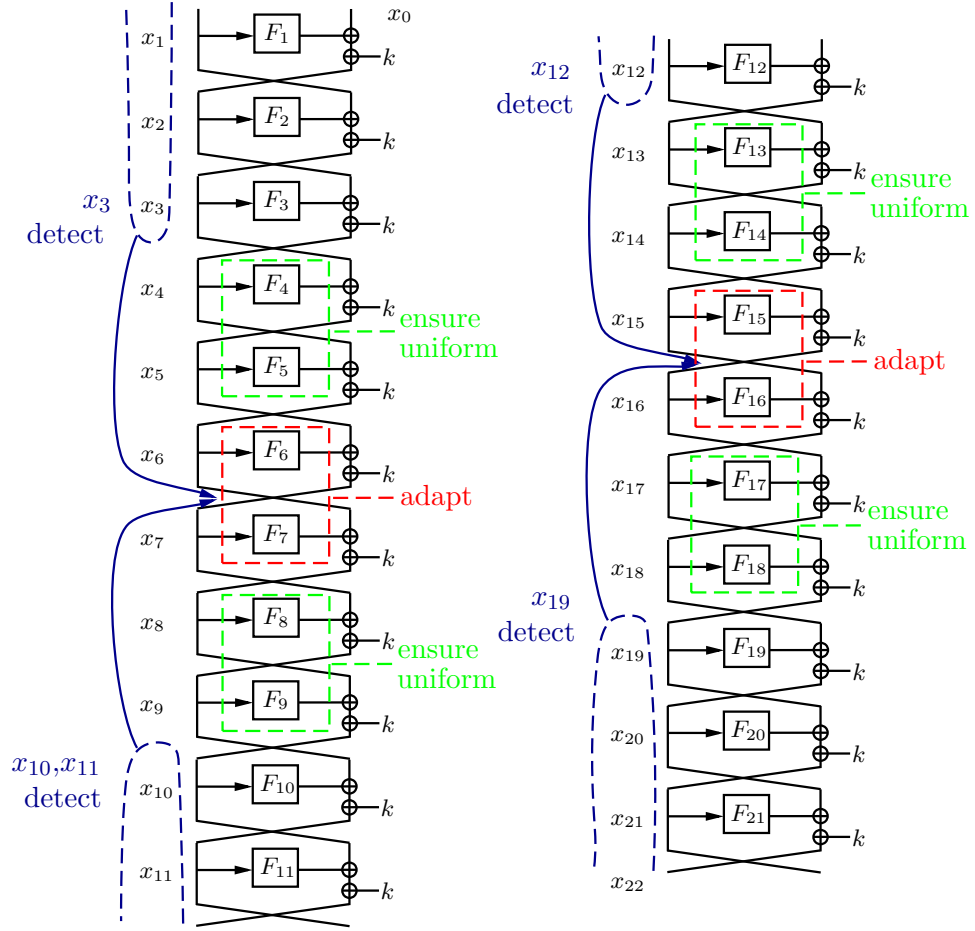 x₀
x₁ F₁
k
x₂ F₂
k
x₃ F₃
x₃
detect
k
x₄ F₄
k
ensure
uniform
x₅ F₅
k
x₆ F₆
k
adapt
x₇ F₇
k
x₈ F₈
k
ensure
uniform
x₉ F₉
k
x₁₀,x₁₁
detect
x₁₀ F₁₀
k
x₁₁ F₁₁
k
x₁₂
detect
x₁₂ F₁₂
k
x₁₃ F₁₃
k
ensure
uniform
x₁₄ F₁₄
k
x₁₅ F₁₅
k
adapt
x₁₆ F₁₆
k
x₁₇ F₁₇
k
ensure
uniform
x₁₈ F₁₈
k
x₁₉
detect
x₁₉ F₁₉
k
x₂₀ F₂₀
k
x₂₁ F₂₁
k
x₂₂